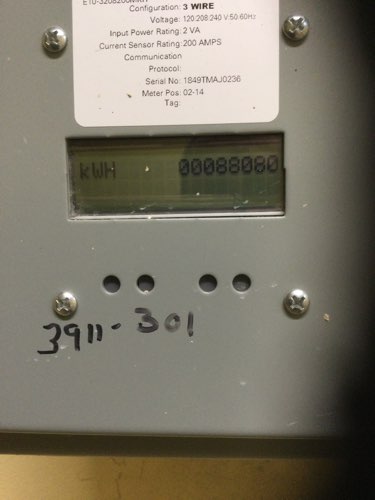 Configuration: 3 WIRE
Voltage: 120:208:240 V:50-60Hz
Input Power Rating: 2 VA
Current Sensor Rating: 200 AMPS
Communication
Protocol:
Serial No: 1849TMAJ0236
Meter Pos: 02-14
Tag:
kWH 00088080
3911-301